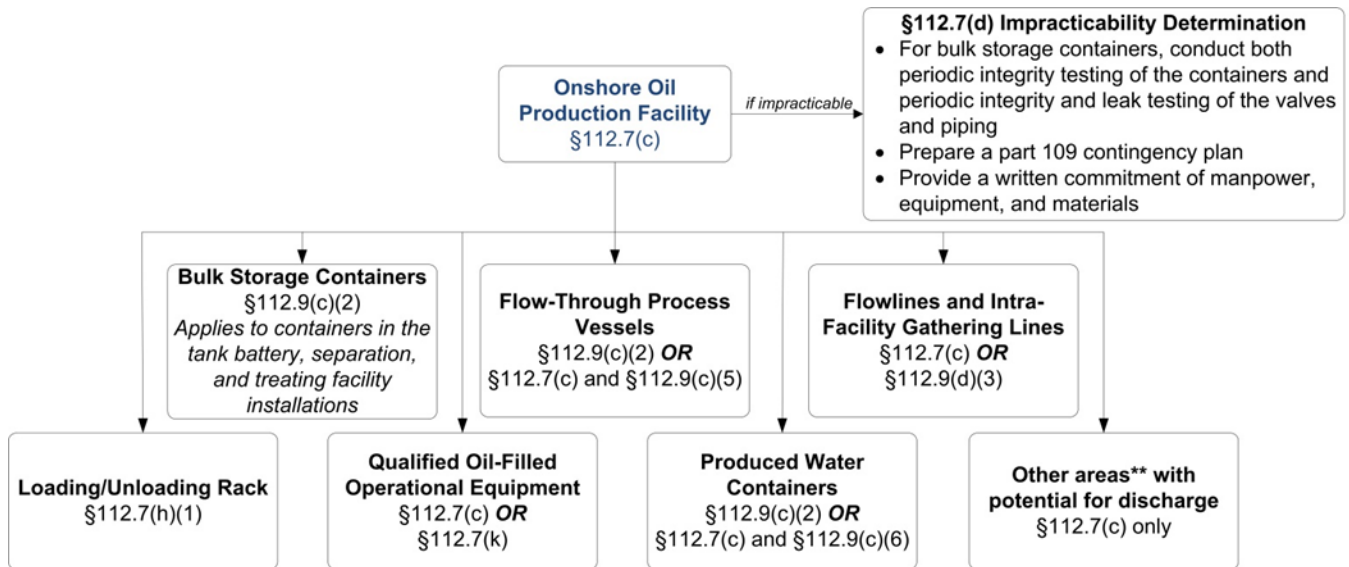 §112.7(d) Impracticability Determination
• For bulk storage containers, conduct both
periodic integrity testing of the containers and
periodic integrity and leak testing of the valves
and piping
• Prepare a part 109 contingency plan
• Provide a written commitment of manpower,
equipment, and materials
Onshore Oil
Production Facility
§112.7(c)
if impracticable
Bulk Storage Containers
§112.9(c)(2)
Applies to containers in the
tank battery, separation,
and treating facility
installations
Flow-Through Process
Vessels
§112.9(c)(2) OR
§112.7(c) and §112.9(c)(5)
Flowlines and Intra-
Facility Gathering Lines
§112.7(c) OR
§112.9(d)(3)
Loading/Unloading Rack
§112.7(h)(1)
Qualified Oil-Filled
Operational Equipment
§112.7(c) OR
§112.7(k)
Produced Water
Containers
§112.9(c)(2) OR
§112.7(c) and §112.9(c)(6)
Other areas** with
potential for discharge
§112.7(c) only